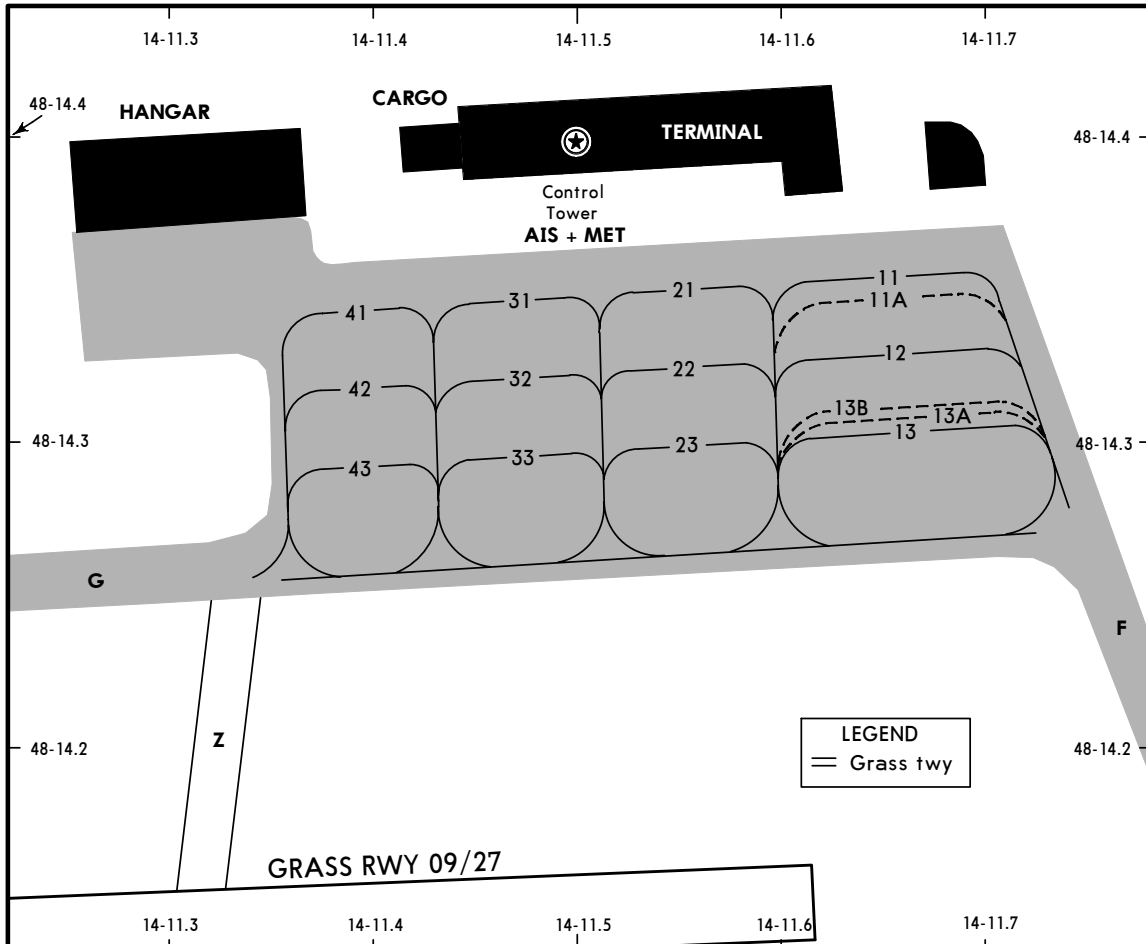 14-11.3 14-11.4 14-11.5 14-11.6 14-11.7
48-14.4
HANGAR
CARGO
TERMINAL
48-14.4
Control
Tower
AIS + MET
41 31 21 11
11A
42 32 22 12
13B
13A
43 33 23 13
48-14.3 48-14.3
G
F
Z
48-14.2 48-14.2
LEGEND
Grass twy
GRASS RWY 09/27
14-11.3 14-11.4 14-11.5 14-11.6 14-11.7